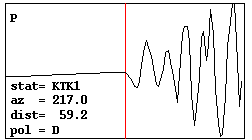 P
stat= KTK1
az = 217.0
dist= 59.2
pol = D